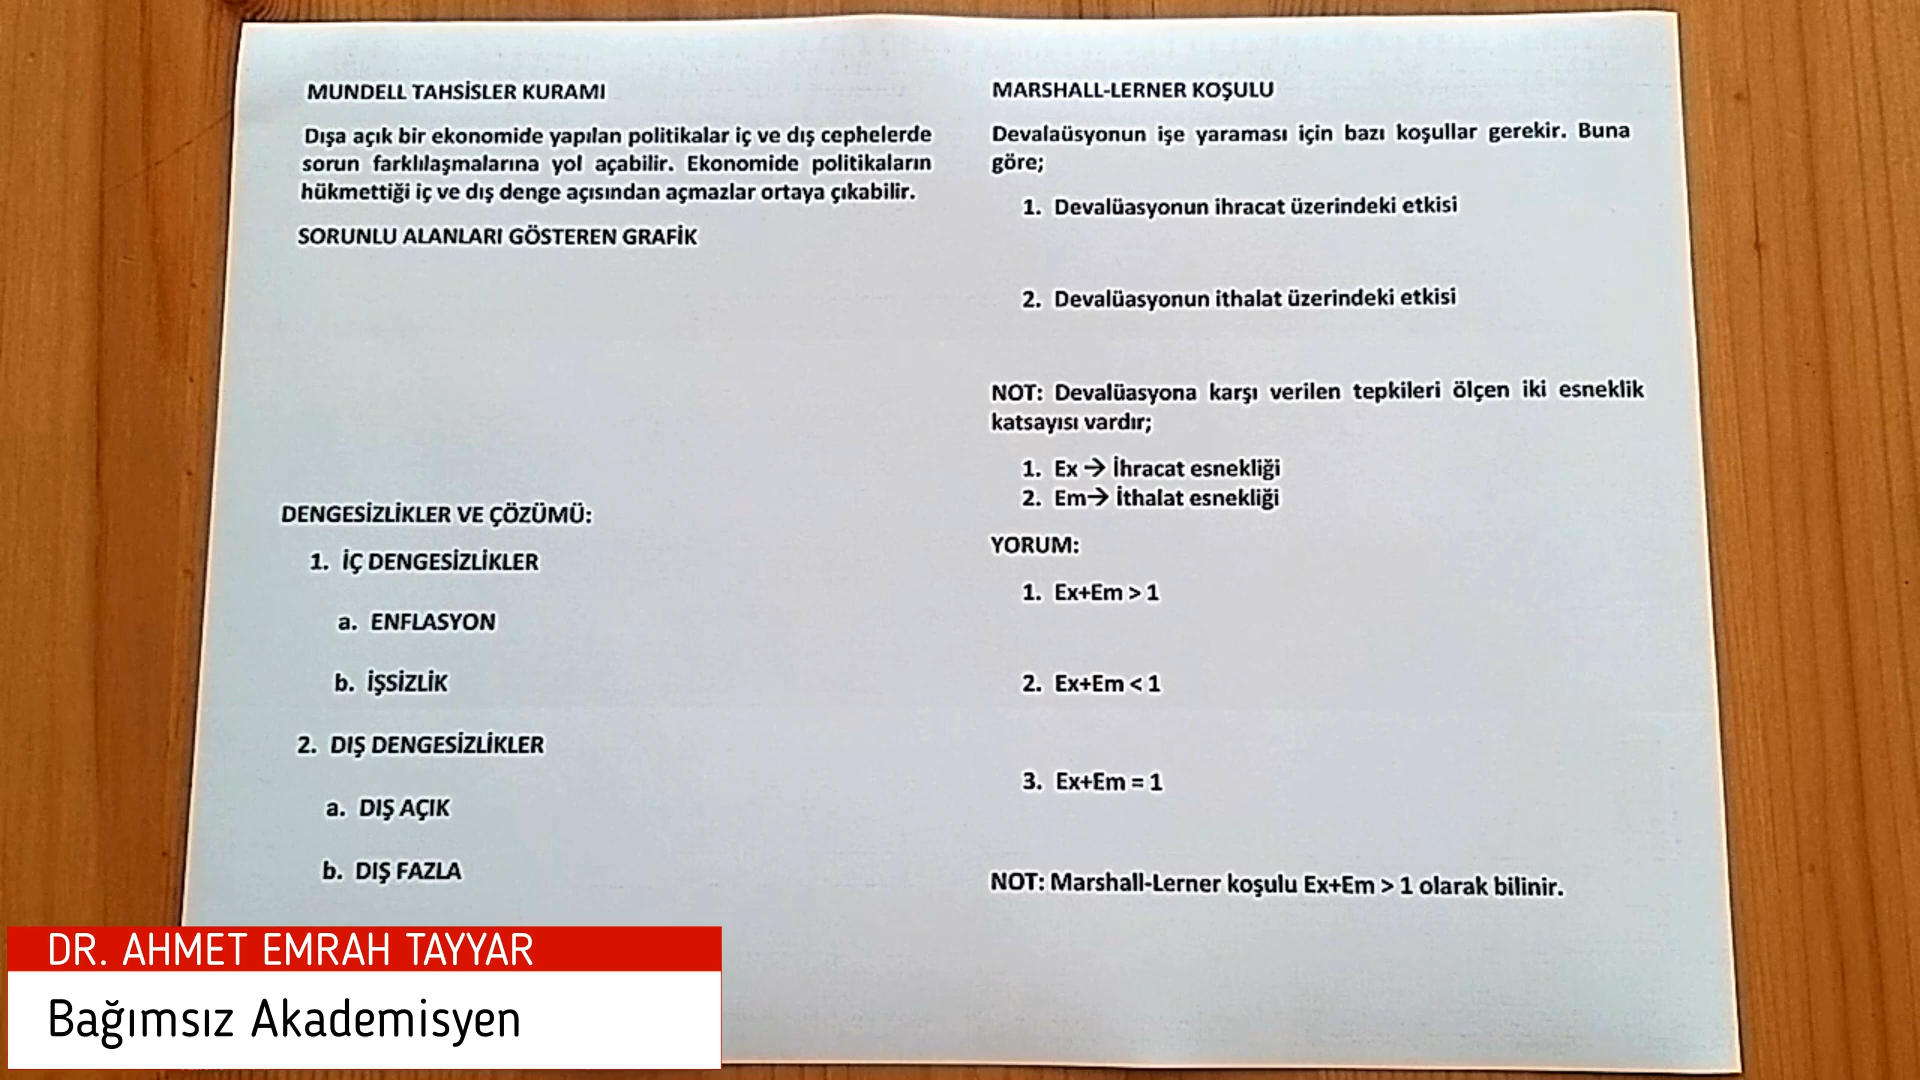 MUNDELL TAHSİSLER KURAMI
Dışa açık bir ekonomide yapılan politikalar iç ve dış cephelerde
sorun farklılaşmalarına yol açabilir. Ekonomide politikaların
hükmettiği iç ve dış denge açısından açmazlar ortaya çıkabilir.
SORUNLU ALANLARI GÖSTEREN GRAFİK
DENGESİZLİKLER VE ÇÖZÜMÜ:
1. İÇ DENGESİZLİKLER
a. ENFLASYON
b. İŞSİZLİK
2. DIŞ DENGESİZLİKLER
a. DIŞ AÇIK
b. DIŞ FAZLA
MARSHALL-LERNER KOŞULU
Devalaüsyonun işe yaraması için bazı koşullar gerekir. Buna
göre;
1. Devalüasyonun ihracat üzerindeki etkisi
2. Devalüasyonun ithalat üzerindeki etkisi
NOT: Devalüasyona karşı verilen tepkileri ölçen iki esneklik
katsayısı vardır;
1. Ex → İhracat esnekliği
2. Em→ İthalat esnekliği
YORUM:
1. Ex+Em > 1
2. Ex+Em < 1
3. Ex+Em = 1
NOT: Marshall-Lerner koşulu Ex+Em > 1 olarak bilinir.
DR. AHMET EMRAH TAYYAR
Bağımsız Akademisyen